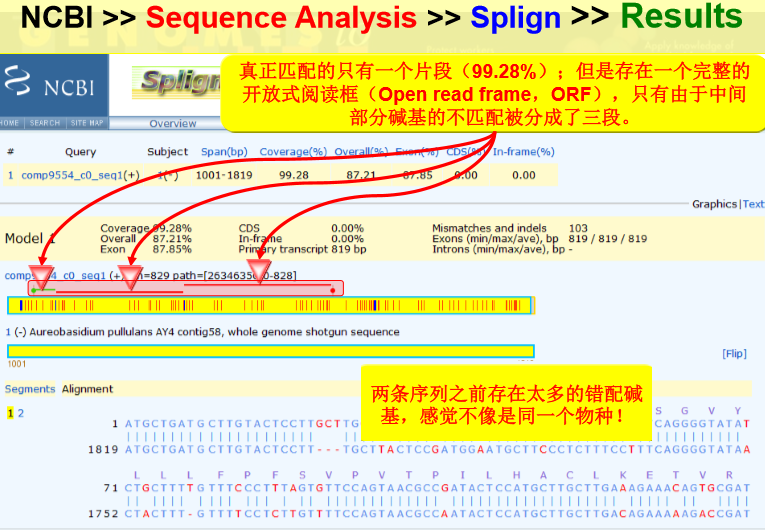 NCBI >> Sequence Analysis >> Splign >> Results
NCBI
Splign
HOME | SEARCH | SITE MAP
Overview
真正匹配的只有一个片段（99.28%）；但是存在一个完整的
开放式阅读框（Open read frame，ORF），只有由于中间
部分碱基的不匹配被分成了三段。
# Query Subject Span(bp) Coverage(%) Overall(%) Exon(%) CDS(%) In-frame(%)
1 comp9554_c0_seq1(+) 1(-) 1001-1819 99.28 87.21 87.85 0.00 0.00
Graphics|Text
Model 1
Coverage 99.28% CDS 0.00% Mismatches and indels 103
Overall 87.21% In-frame 0.00% Exons (min/max/ave), bp 819 / 819 / 819
Exon 87.85% Primary transcript 819 bp Introns (min/max/ave), bp -
_c0_seq1 (+) =829 path=[2634635 0-828]
1 (-) Aureobasidium pullulans AY4 contig58, whole genome shotgun sequence
1001
[Flip]
两条序列之前存在太多的错配碱
基，感觉不像是同一个物种！
Segments Alignment
1 2
S G V Y
1 ATGCTGATGCTTGTACTCCTTGCTTG CAGGGGTATAT
1819 ATGCTGATGCTTGTACTCCTT---TGCTTACTCCGATGGAATGCTTCCCTCTTTCCTTTCAGGGGTATAA
L L L F P F S V P V T P I L H A C L K E T V R
71 CTGCTTTTGTTTCCCTTTAGTGTTCCAGTAACGCCGATACTCCATGCTTGCTTGAAAGAAACAGTGCGAT
1752 CTACTTT-GTTTTCCTCTTGTTTTCCAGTAACGCCAATACTCCATGCTTGCTTGACAGAAAAAGACCGAT